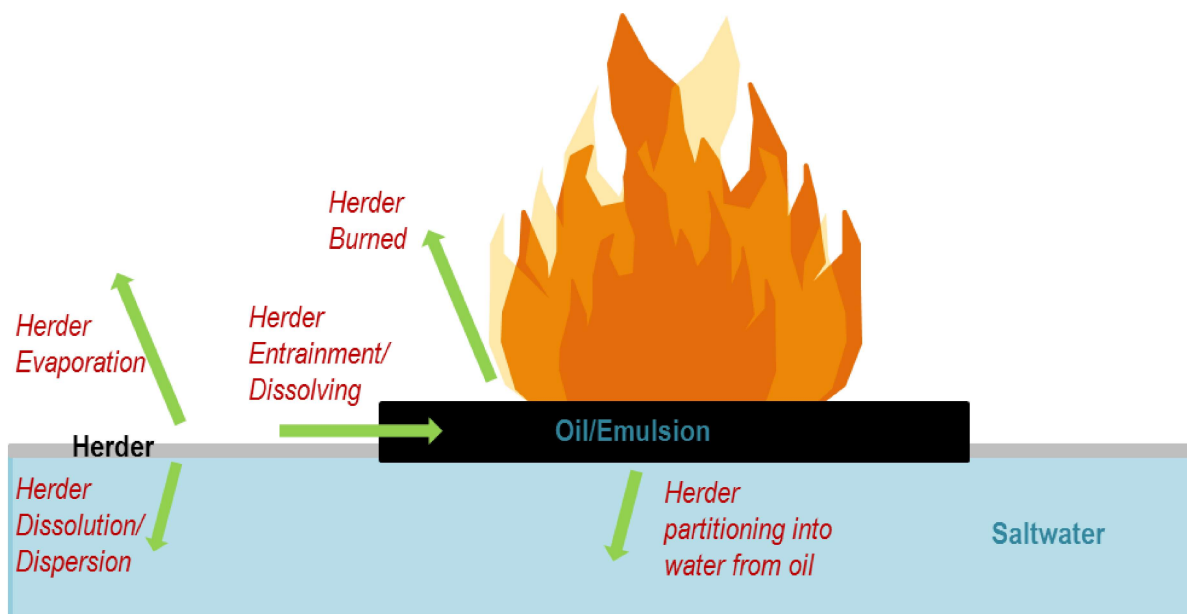 Herder
Burned
Herder
Evaporation
Herder
Entrainment/
Dissolving
Oil/Emulsion
Herder
Herder
Dissolution/
Dispersion
Herder
partitioning into
water from oil
Saltwater